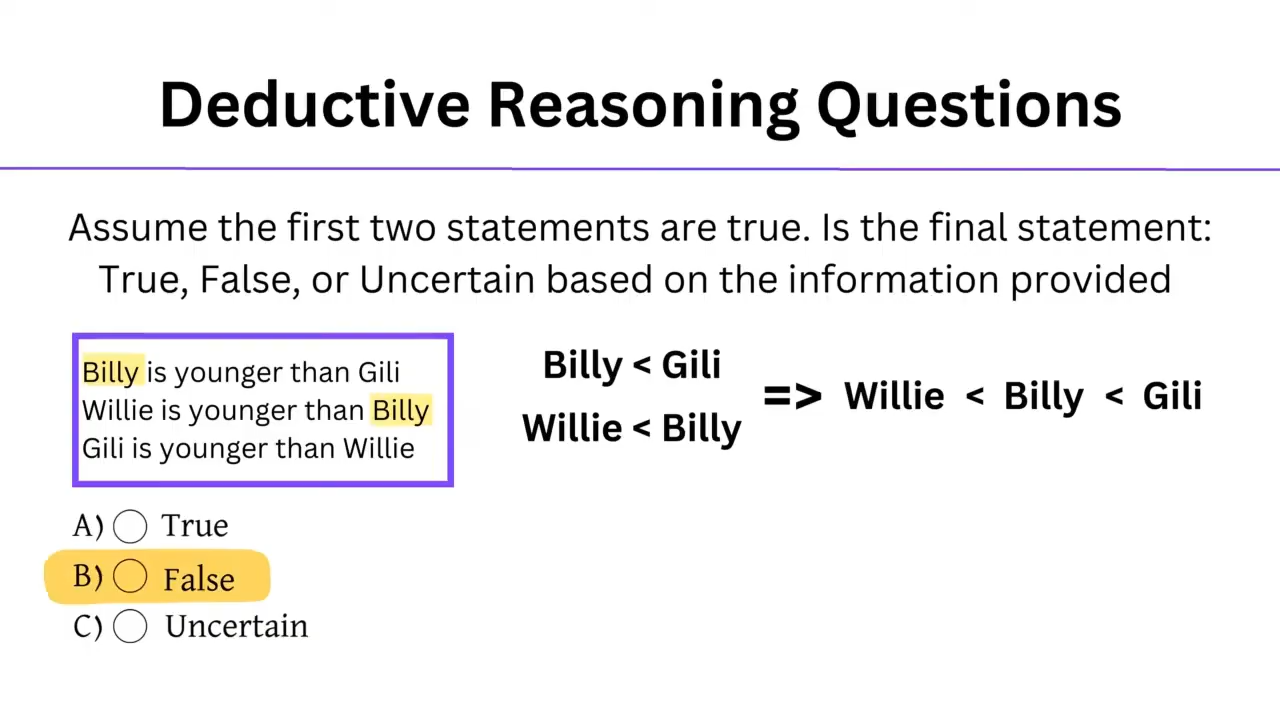 Deductive Reasoning Questions
Assume the first two statements are true. Is the final statement:
True, False, or Uncertain based on the information provided
Billy is younger than Gili
Willie is younger than Billy
Gili is younger than Willie
Billy < Gili
Willie < Billy
=> Willie < Billy < Gili
A) True
B) False
C) Uncertain